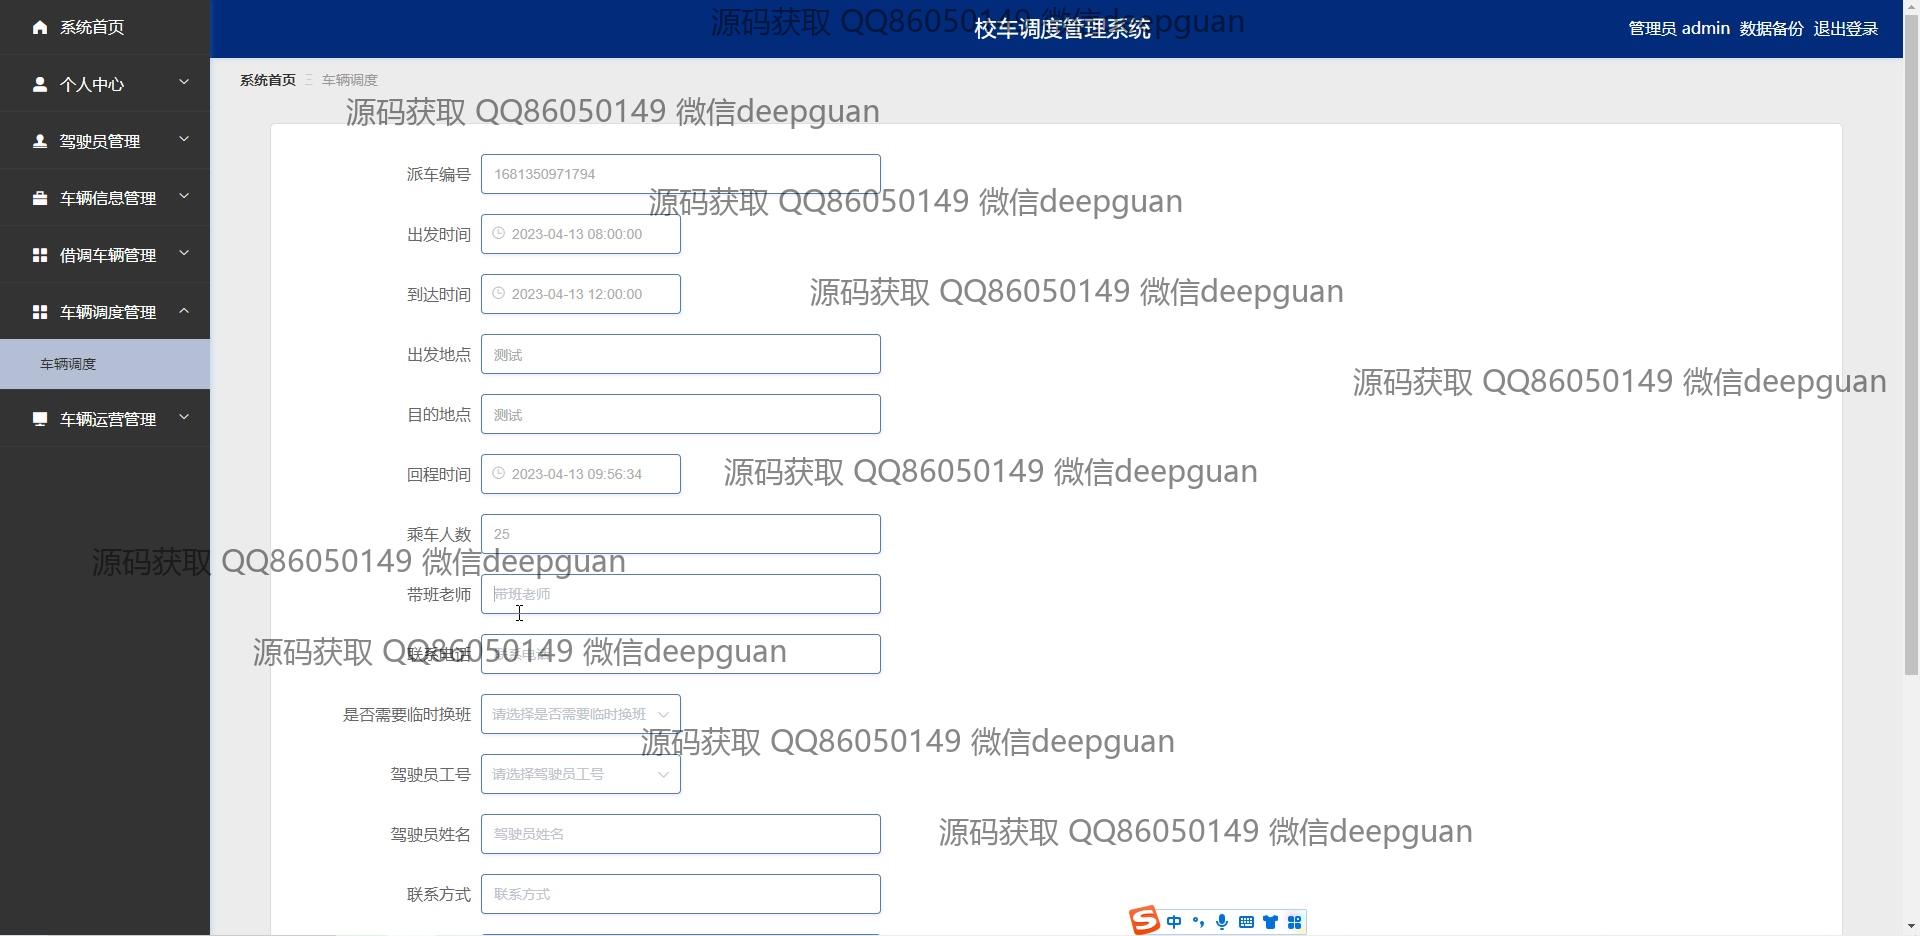 系统首页
个人中心
驾驶员管理
车辆信息管理
借调车辆管理
车辆调度管理
车辆调度
车辆运营管理
源码获取 QQ86050149 微信deepguan
校车调度管理系统
管理员 admin 数据备份 退出登录
系统首页 车辆调度
源码获取 QQ86050149 微信deepguan
派车编号 1681350971794
源码获取 QQ86050149 微信deepguan
出发时间 2023-04-13 08:00:00
到达时间 2023-04-13 12:00:00
源码获取 QQ86050149 微信deepguan
出发地点 测试
源码获取 QQ86050149 微信deepguan
目的地点 测试
回程时间 2023-04-13 09:56:34
源码获取 QQ86050149 微信deepguan
乘车人数 25
源码获取 QQ86050149 微信deepguan
带班老师 带班老师
联系电话 联系电话
源码获取 QQ86050149 微信deepguan
是否需要临时换班 请选择是否需要临时换班
源码获取 QQ86050149 微信deepguan
驾驶员工号 请选择驾驶员工号
驾驶员姓名 驾驶员姓名
源码获取 QQ86050149 微信deepguan
联系方式 联系方式
中